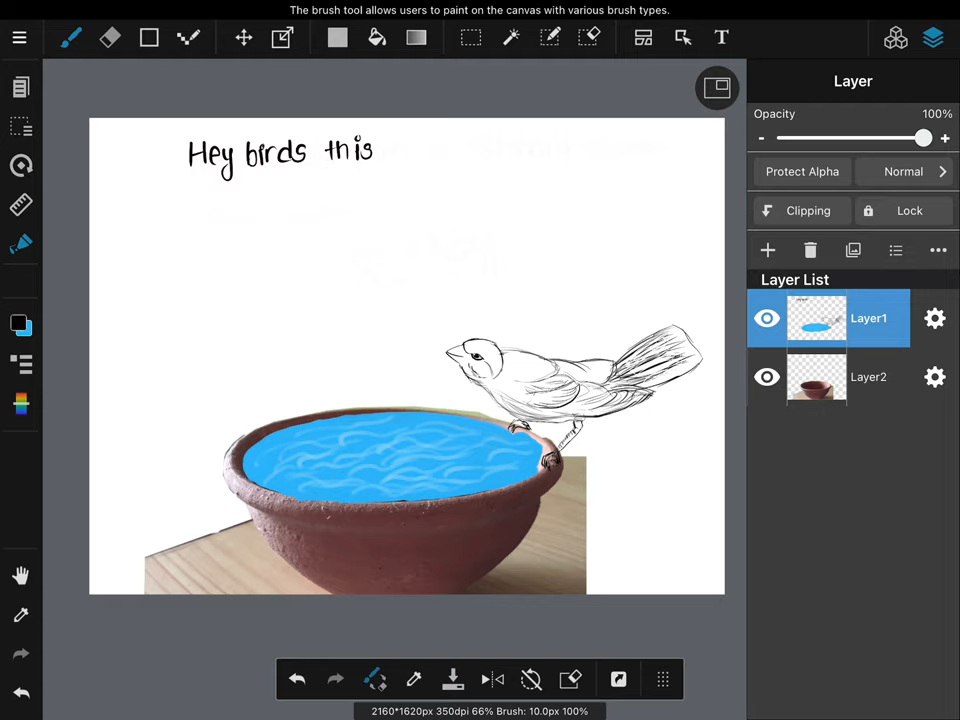 The brush tool allows users to paint on the canvas with various brush types.
T
Layer
Opacity 100%
- +
Protect Alpha Normal
Clipping Lock
Layer List
Layer1
Layer2
Hey birds this
2160*1620px 350dpi 66% Brush: 10.0px 100%